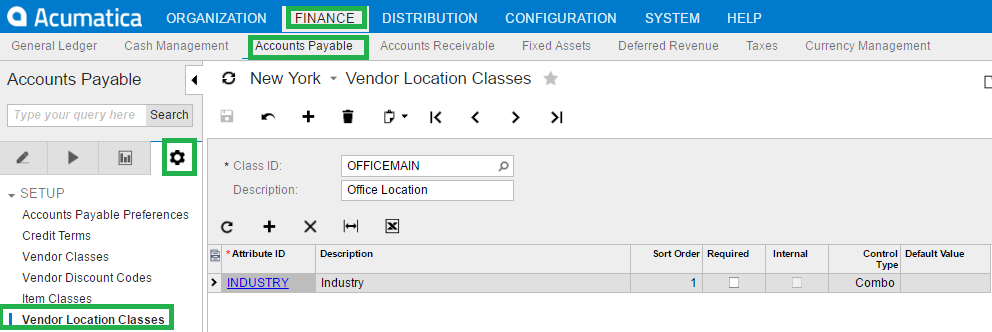 Acumatica ORGANIZATION FINANCE DISTRIBUTION CONFIGURATION SYSTEM HELP
General Ledger Cash Management Accounts Payable Accounts Receivable Fixed Assets Deferred Revenue Taxes Currency Management
Accounts Payable
New York Vendor Location Classes
Type your query here Search
* Class ID: OFFICEMAIN
Description: Office Location
SETUP
Accounts Payable Preferences
Credit Terms
Vendor Classes
Vendor Discount Codes
Item Classes
Vendor Location Classes
* Attribute ID Description Sort Order Required Internal Control Type Default Value
INDUSTRY Industry 1 Combo